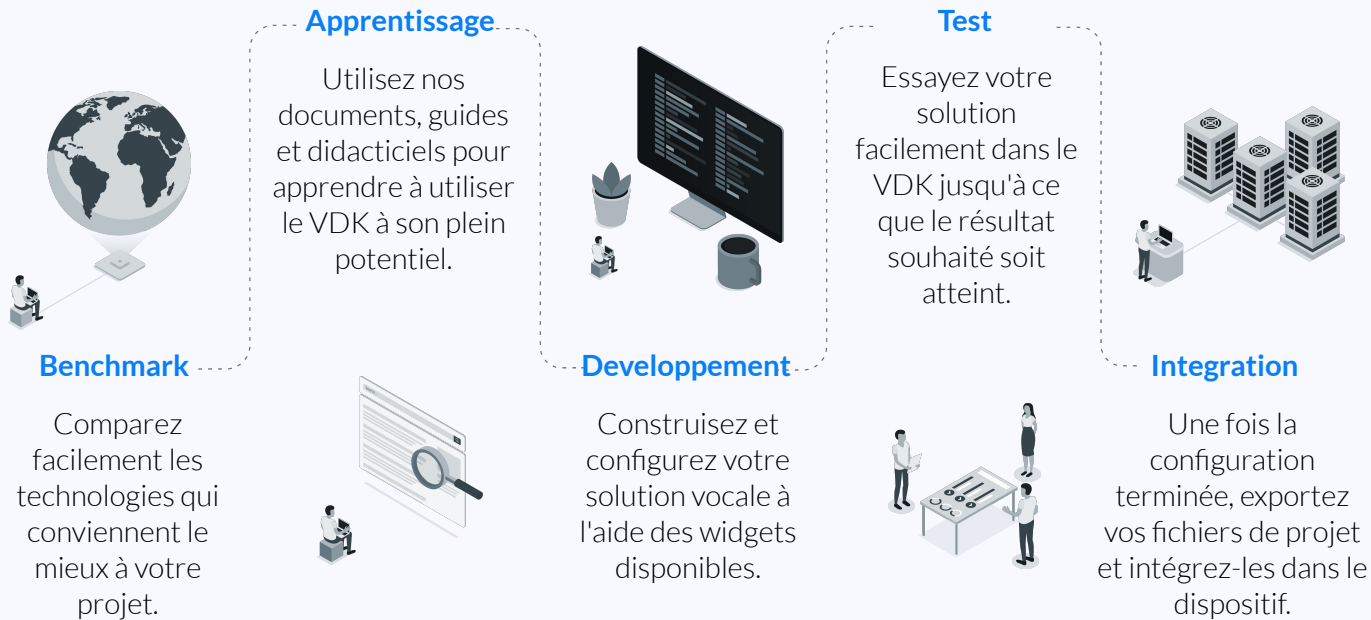 Benchmark
Comparez
facilement les
technologies qui
conviennent le
mieux à votre
projet.
Apprentissage
Utilisez nos
documents, guides
et didacticiels pour
apprendre à utiliser
le VDK à son plein
potentiel.
Developpement
Construisez et
configurez votre
solution vocale à
l'aide des widgets
disponibles.
Test
Essayez votre
solution
facilement dans le
VDK jusqu'à ce
que le résultat
souhaité soit
atteint.
Integration
Une fois la
configuration
terminée, exportez
vos fichiers de projet
et intégrez-les dans le
dispositif.